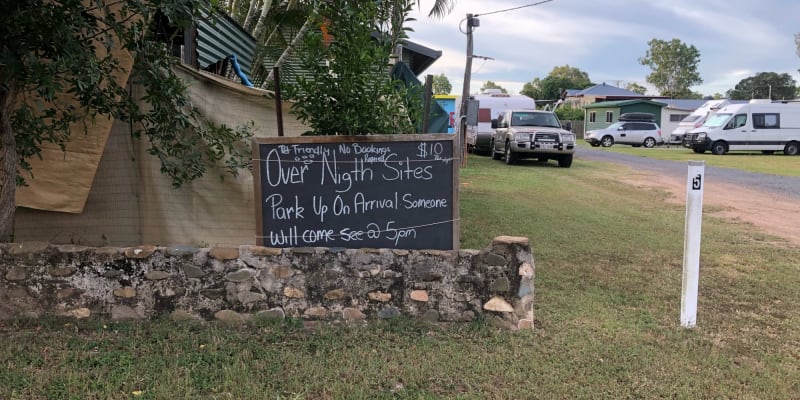 Pet Friendly, No Bookings $10
Required Per
Over Nigth Sites
Park Up On Arrival Someone
will come see @ 5pm
5